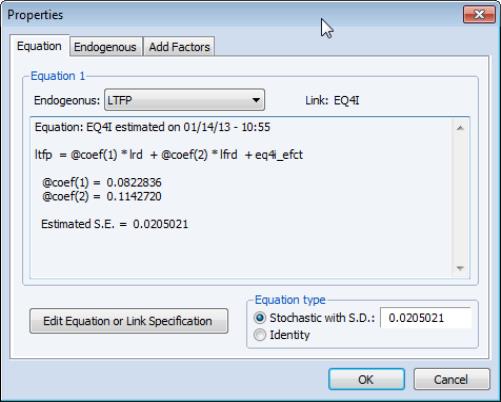 Properties
Equation Endogenous Add Factors
Equation 1
Endogeonus: LTFP Link: EQ4I
Equation: EQ4I estimated on 01/14/13 - 10:55
ltfp = @coef(1) * lrd + @coef(2) * lfrd + eq4i_efct
@coef(1) = 0.0822836
@coef(2) = 0.1142720
Estimated S.E. = 0.0205021
Edit Equation or Link Specification
Equation type
Stochastic with S.D.: 0.0205021
Identity
OK Cancel